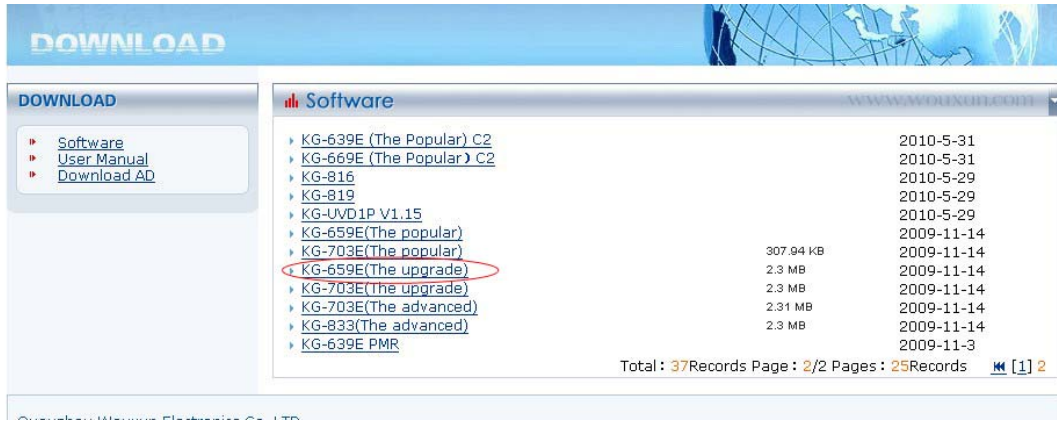 DOWNLOAD
DOWNLOAD
Software
User Manual
Download AD
Software
www.wouxun.com
KG-639E (The Popular) C2 2010-5-31
KG-669E (The Popular) C2 2010-5-31
KG-816 2010-5-29
KG-819 2010-5-29
KG-UVD1P V1.15 2010-5-29
KG-659E(The popular) 2009-11-14
KG-703E(The popular) 307.94 KB 2009-11-14
KG-659E(The upgrade) 2.3 MB 2009-11-14
KG-703E(The upgrade) 2.3 MB 2009-11-14
KG-703E(The advanced) 2.31 MB 2009-11-14
KG-833(The advanced) 2.3 MB 2009-11-14
KG-639E PMR 2009-11-3
Total: 37Records Page: 2/2 Pages: 25Records [1] 2